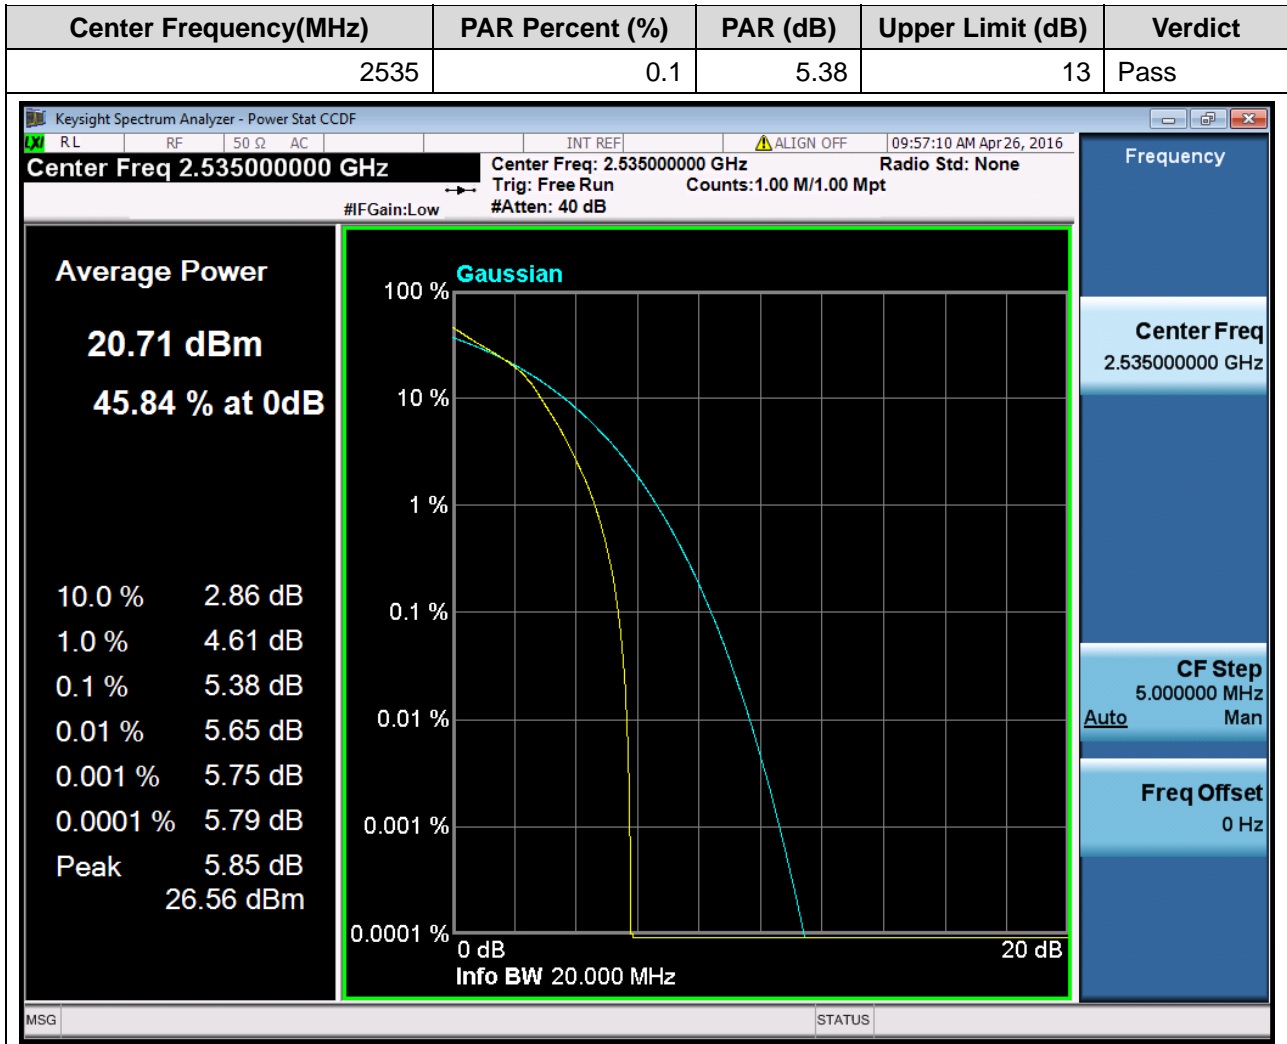 Center Frequency(MHz) PAR Percent (%) PAR (dB) Upper Limit (dB) Verdict
2535 0.1 5.38 13 Pass
Keysight Spectrum Analyzer - Power Stat CCDF
LXI RL RF 50 Ω AC INT REF ALIGN OFF 09:57:10 AM Apr 26, 2016
Center Freq 2.535000000 GHz
Center Freq: 2.535000000 GHz Radio Std: None
Trig: Free Run Counts:1.00 M/1.00 Mpt
#IFGain:Low #Atten: 40 dB
Frequency
Average Power
20.71 dBm
45.84 % at 0dB
10.0 % 2.86 dB
1.0 % 4.61 dB
0.1 % 5.38 dB
0.01 % 5.65 dB
0.001 % 5.75 dB
0.0001 % 5.79 dB
Peak 5.85 dB
26.56 dBm
Gaussian
100 %
10 %
1 %
0.1 %
0.01 %
0.001 %
0.0001 %
0 dB 20 dB
Info BW 20.000 MHz
Center Freq
2.535000000 GHz
CF Step
5.000000 MHz
Auto Man
Freq Offset
0 Hz
MSG STATUS